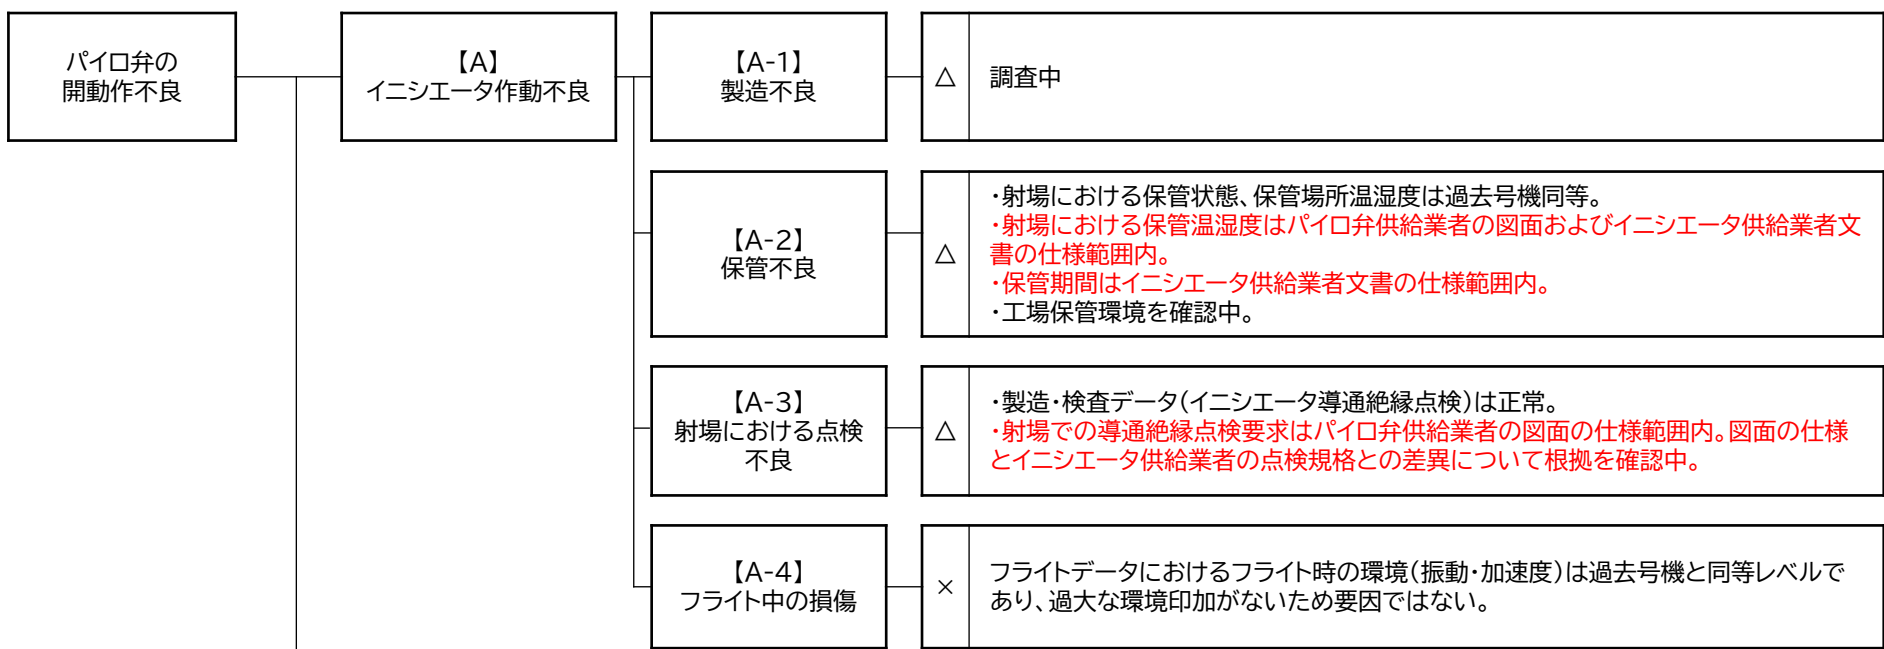 パイロ弁の
開動作不良
【A】
イニシエータ作動不良
【A-1】
製造不良
△
調査中
【A-2】
保管不良
△
・射場における保管状態、保管場所温湿度は過去号機同等。
・射場における保管温湿度はパイロ弁供給業者の図面およびイニシエータ供給業者文
書の仕様範囲内。
・保管期間はイニシエータ供給業者文書の仕様範囲内。
・工場保管環境を確認中。
【A-3】
射場における点検
不良
△
・製造・検査データ(イニシエータ導通絶縁点検)は正常。
・射場での導通絶縁点検要求はパイロ弁供給業者の図面の仕様範囲内。図面の仕様
とイニシエータ供給業者の点検規格との差異について根拠を確認中。
【A-4】
フライト中の損傷
×
フライトデータにおけるフライト時の環境(振動・加速度)は過去号機と同等レベルで
あり、過大な環境印加がないため要因ではない。